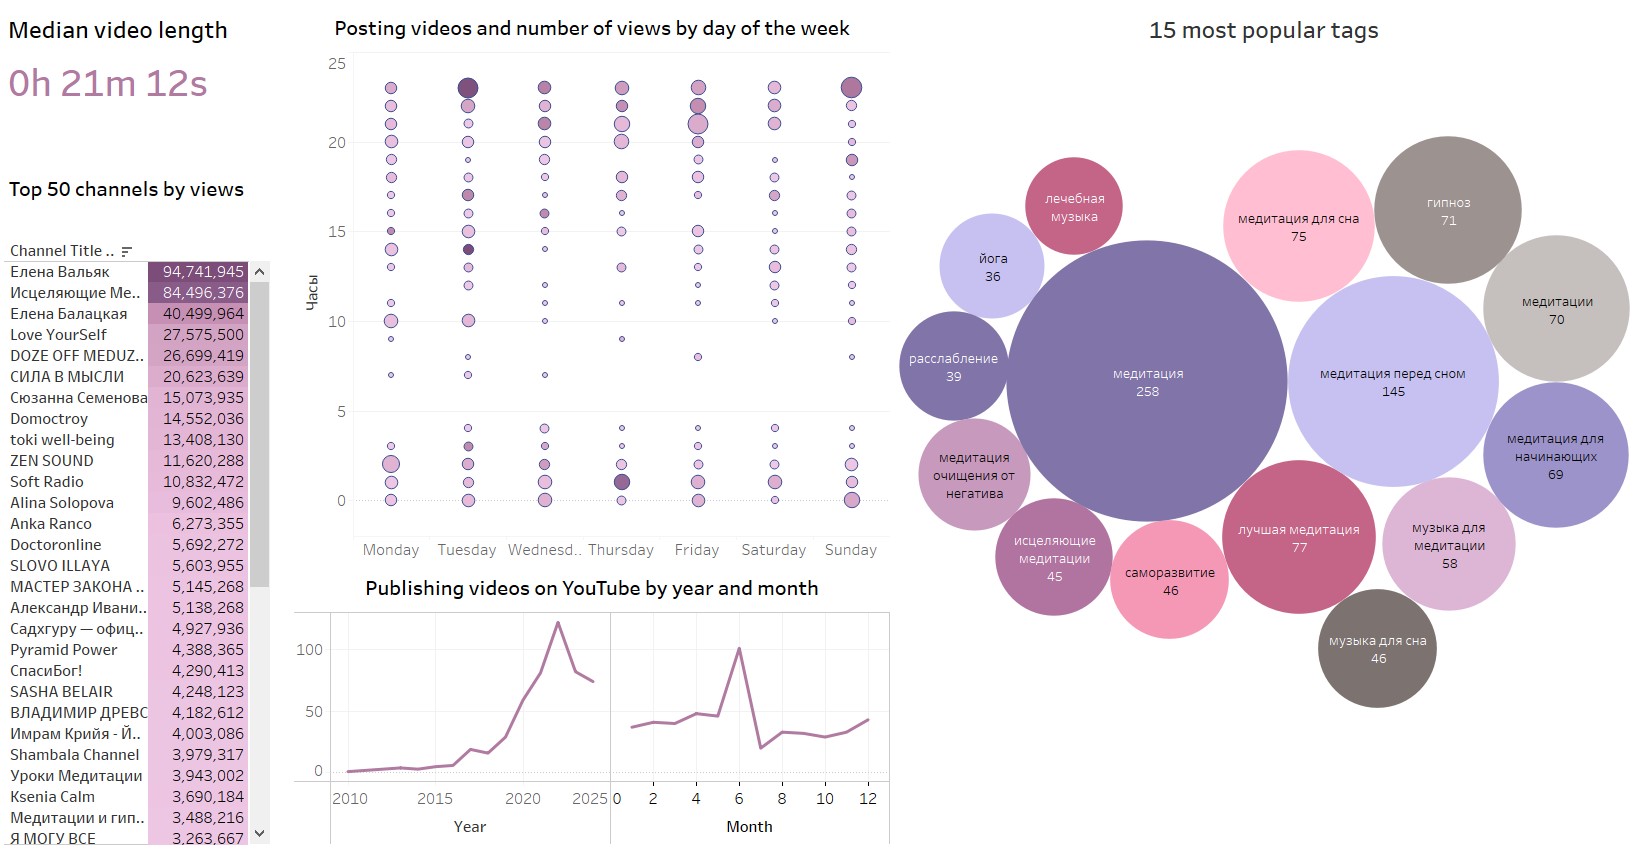 Median video length
0h 21m 12s
Top 50 channels by views
Channel Title ..
Елена Вальяк 94,741,945
Исцеляющие Ме.. 84,496,376
Елена Балацкая 40,499,964
Love YourSelf 27,575,500
DOZE OFF MEDUZ.. 26,699,419
СИЛА В МЫСЛИ 20,623,639
Сюзанна Семенова 15,073,935
Domoctroy 14,552,036
toki well-being 13,408,130
ZEN SOUND 11,620,288
Soft Radio 10,832,472
Alina Solopova 9,602,486
Anka Ranco 6,273,355
Doctoronline 5,692,272
SLOVO ILLAYA 5,603,955
МАСТЕР ЗАКОНА .. 5,145,268
Александр Ивани.. 5,138,268
Садхгуру — офиц.. 4,927,936
Pyramid Power 4,388,365
СпасиБог! 4,290,413
SASHA BELAIR 4,248,123
ВЛАДИМИР ДРЕВС 4,182,612
Имрам Крийя - Й.. 4,003,086
Shambala Channel 3,979,317
Уроки Медитации 3,943,002
Ksenia Calm 3,690,184
Медитации и гип.. 3,488,216
Я МОГУ ВСЕ 3,263,667
Posting videos and number of views by day of the week
25
20
15
10
5
0
Часы
Monday Tuesday Wednesd.. Thursday Friday Saturday Sunday
Publishing videos on YouTube by year and month
100
50
0
2010 2015 2020 2025 0 2 4 6 8 10 12
Year Month
15 most popular tags
лечебная
музыка
медитация для сна
75
гипноз
71
йога
36
медитации
70
расслабление
39
медитация
258
медитация перед сном
145
медитация для
начинающих
69
медитация
очищения от
негатива
исцеляющие
медитации
45
саморазвитие
46
лучшая медитация
77
музыка для
медитации
58
музыка для сна
46